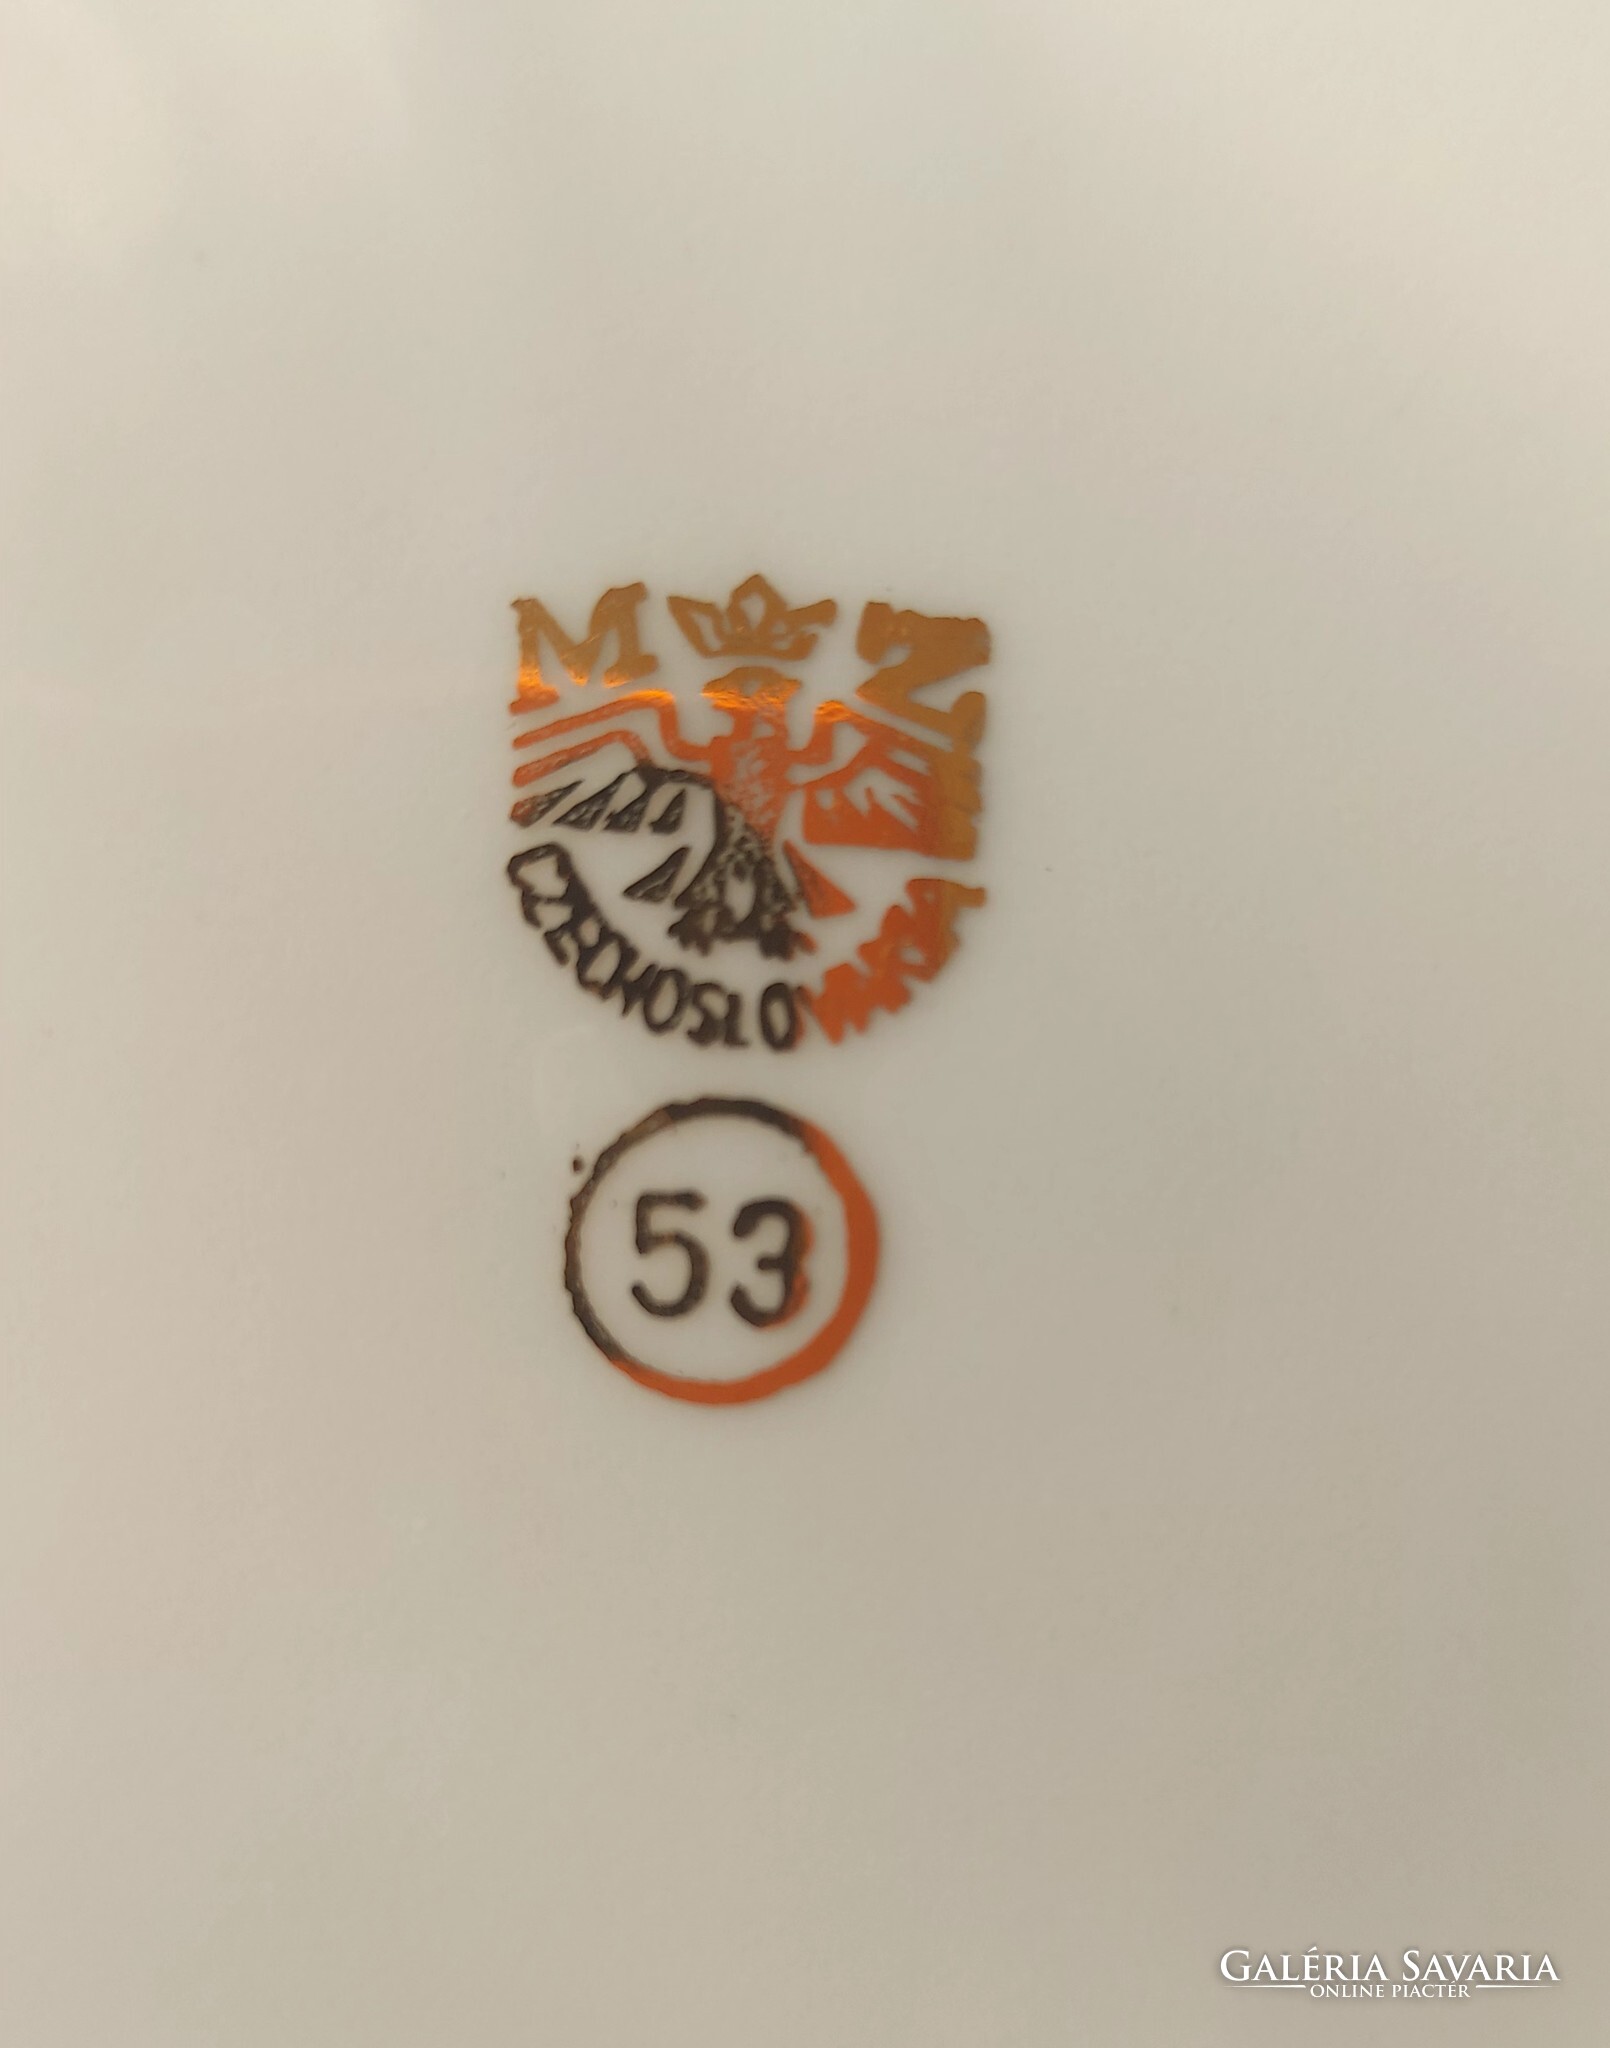 M Z
CZECHOSLOVAKIA
53
GALÉRIA SAVARIA
ONLINE PIACTÉR